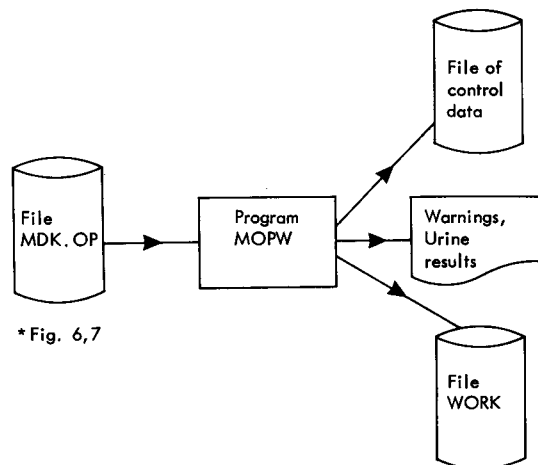 File of
control
data
File
MDK. OP
Program
MOPW
Warnings,
Urine
results
* Fig. 6,7
File
WORK